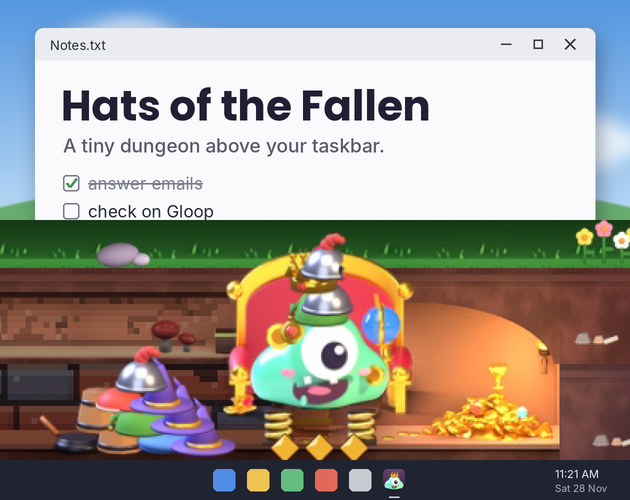 Notes.txt
Hats of the Fallen
A tiny dungeon above your taskbar.
answer emails
check on Gloop
11:21 AM
Sat 28 Nov